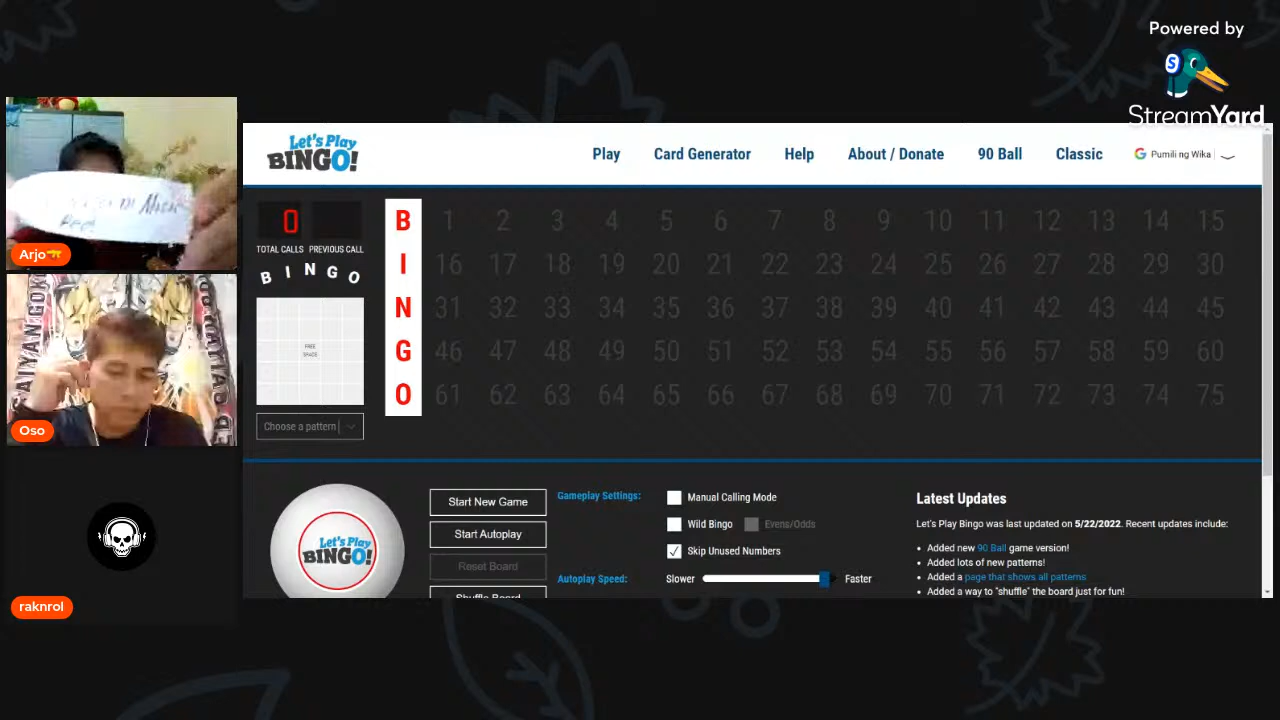 Powered by
StreamYard
Let's Play
BINGO!
Play
Card Generator
Help
About / Donate
90 Ball
Classic
G Pumili ng Wika
0
TOTAL CALLS PREVIOUS CALL
B I N G O
FREE
SPACE
Choose a pattern
B 1 2 3 4 5 6 7 8 9 10 11 12 13 14 15
I 16 17 18 19 20 21 22 23 24 25 26 27 28 29 30
N 31 32 33 34 35 36 37 38 39 40 41 42 43 44 45
G 46 47 48 49 50 51 52 53 54 55 56 57 58 59 60
O 61 62 63 64 65 66 67 68 69 70 71 72 73 74 75
Arjo
Oso
raknrol
Let's Play
BINGO!
Start New Game
Start Autoplay
Reset Board
Shuffle Board
Gameplay Settings:
Manual Calling Mode
Wild Bingo Evens/Odds
Skip Unused Numbers
Autoplay Speed:
Slower Faster
Latest Updates
Let's Play Bingo was last updated on 5/22/2022. Recent updates include:
Added new 90 Ball game version!
Added lots of new patterns!
Added a page that shows all patterns
Added a way to "shuffle" the board just for fun!